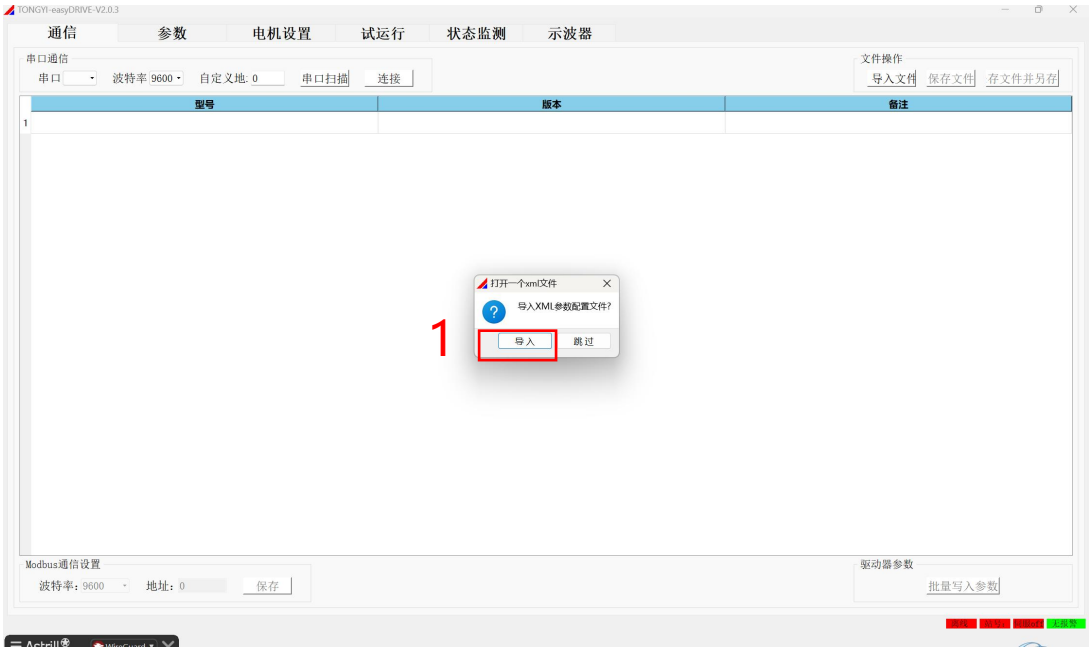 TONGYI-easyDRIVE-V2.0.3
通信 参数 电机设置 试运行 状态监测 示波器
串口通信 文件操作
串口 波特率 9600 自定义地: 0 串口扫描 连接 导入文件 保存文件 存文件并另存
型号 版本 备注
1
打开一个xml文件
导入XML参数配置文件?
1
导入 跳过
Modbus通信设置 驱动器参数
波特率: 9600 地址: 0 保存 批量写入参数
无报警
Astrill WireGuard